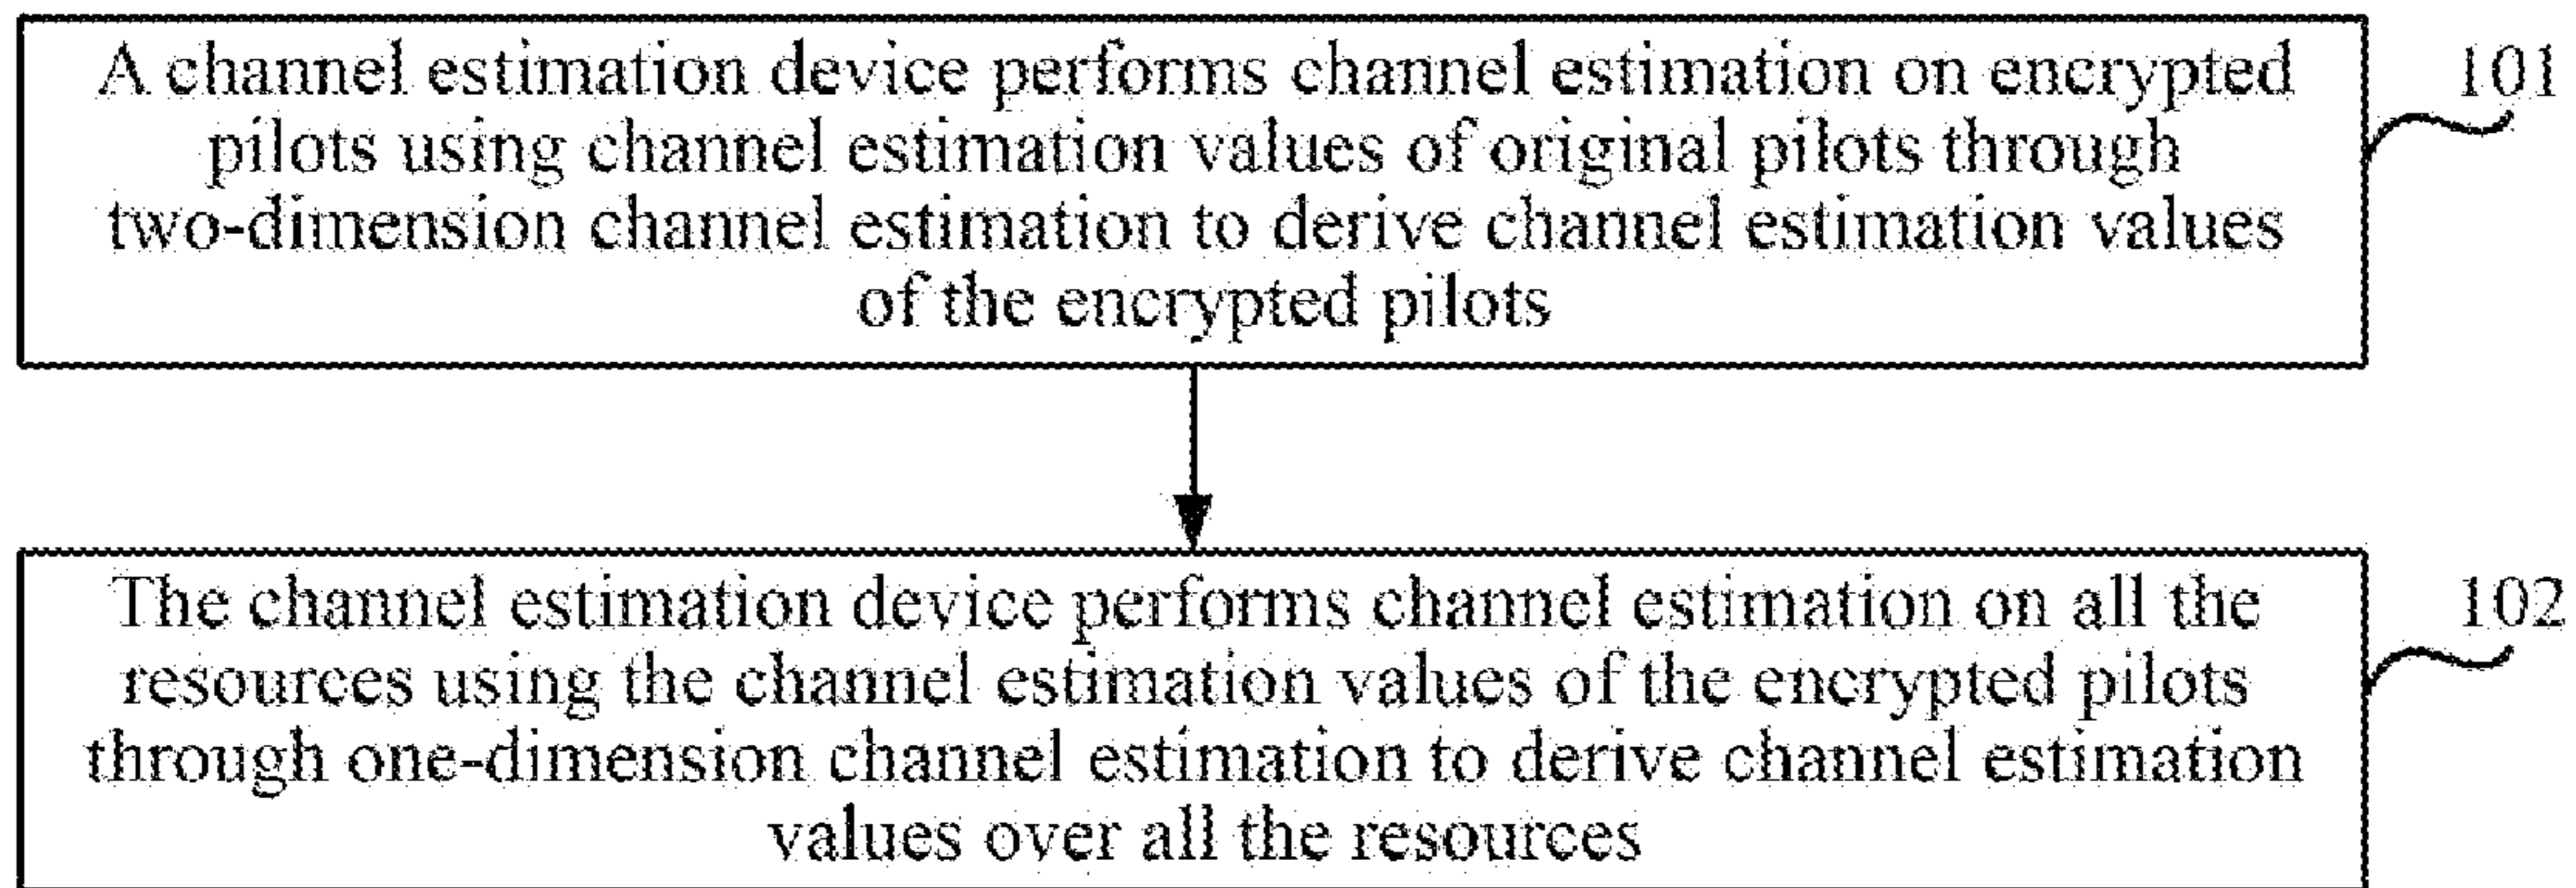 A channel estimation device performs channel estimation on encrypted
pilots using channel estimation values of original pilots through
two-dimension channel estimation to derive channel estimation values
of the encrypted pilots
101
The channel estimation device performs channel estimation on all the
resources using the channel estimation values of the encrypted pilots
through one-dimension channel estimation to derive channel estimation
values over all the resources
102